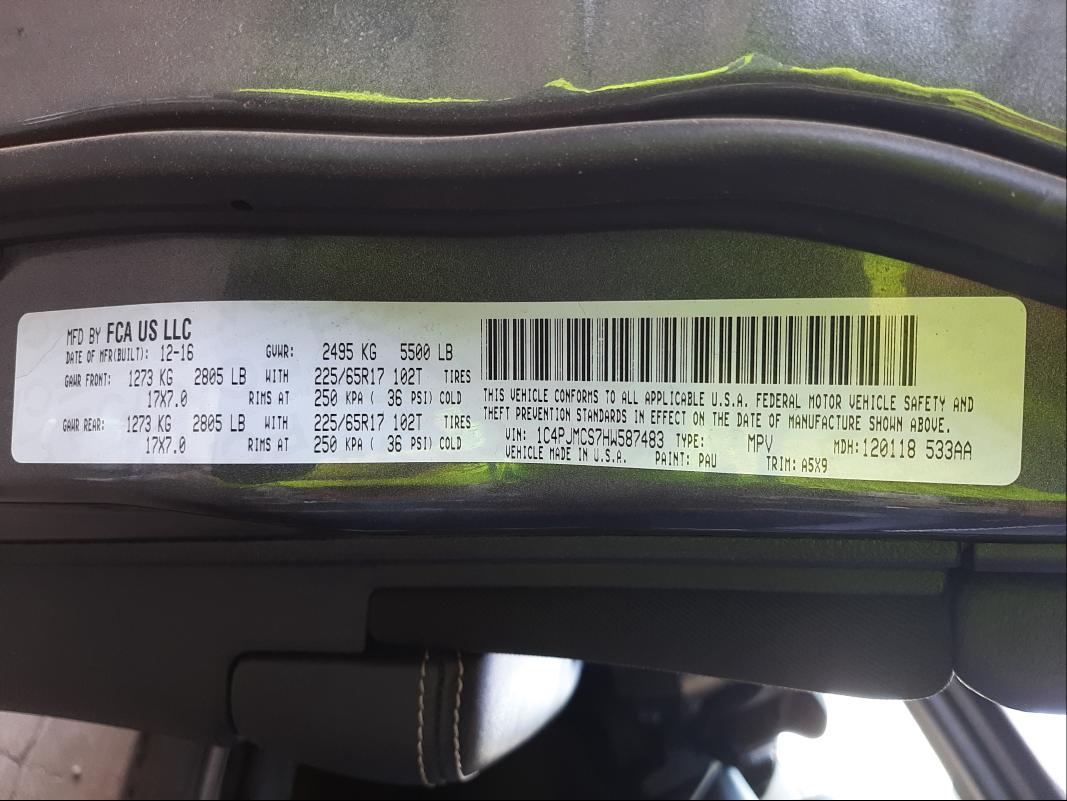 MFD BY FCA US LLC
DATE OF MFR(BUILT): 12-16 GVWR: 2495 KG 5500 LB
GAWR FRONT: 1273 KG 2805 LB WITH 225/65R17 102T TIRES
17X7.0 RIMS AT 250 KPA ( 36 PSI) COLD
GAWR REAR: 1273 KG 2805 LB WITH 225/65R17 102T TIRES
17X7.0 RIMS AT 250 KPA ( 36 PSI) COLD
THIS VEHICLE CONFORMS TO ALL APPLICABLE U.S.A. FEDERAL MOTOR VEHICLE SAFETY AND
THEFT PREVENTION STANDARDS IN EFFECT ON THE DATE OF MANUFACTURE SHOWN ABOVE.
VIN: 1C4PJMCS7HW587483 TYPE: MPV MDH:120118 533AA
VEHICLE MADE IN U.S.A. PAINT: PAU TRIM: A5X9